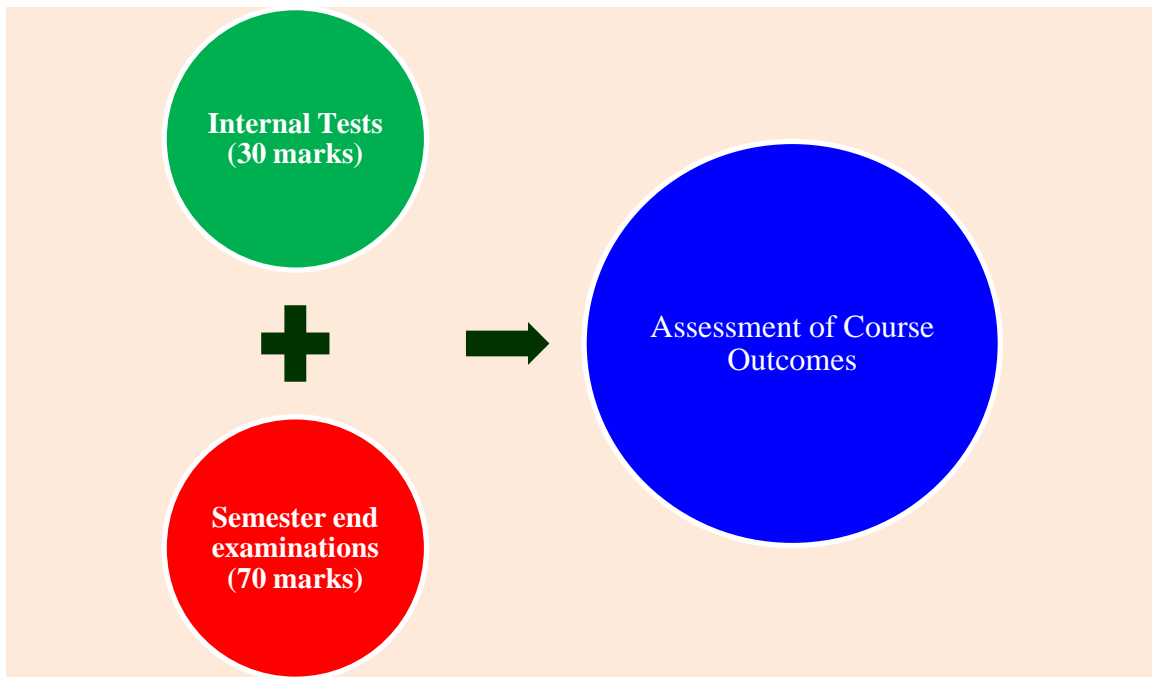 Internal Tests
(30 marks)
Semester end
examinations
(70 marks)
Assessment of Course
Outcomes